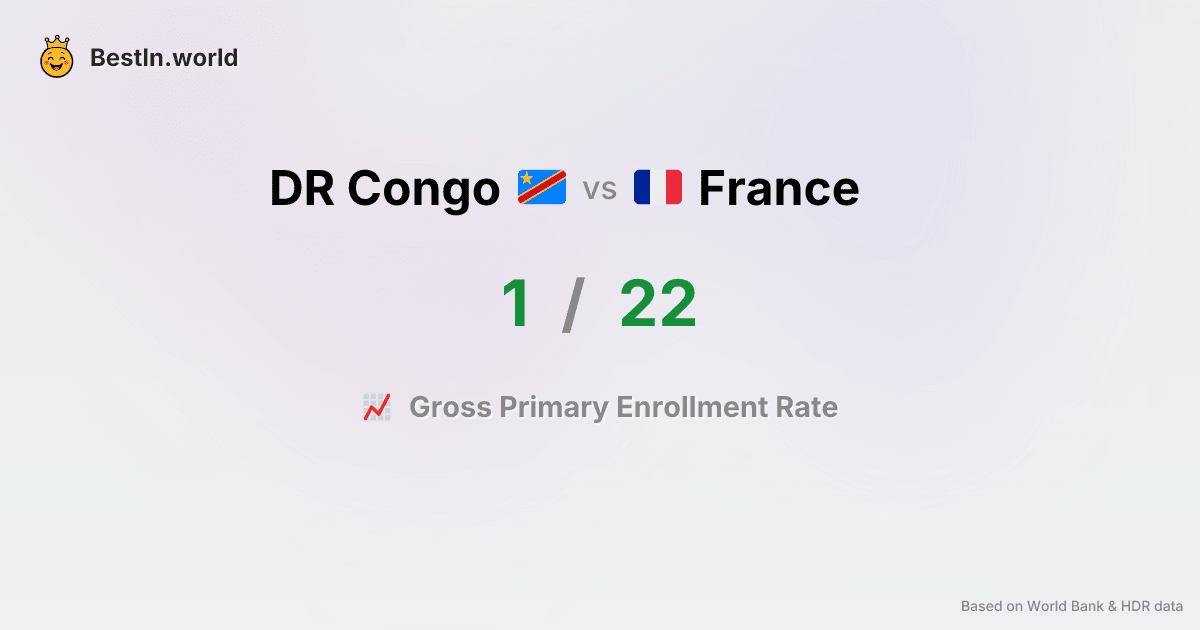 BestIn.world
DR Congo vs France
1 / 22
Gross Primary Enrollment Rate
Based on World Bank & HDR data